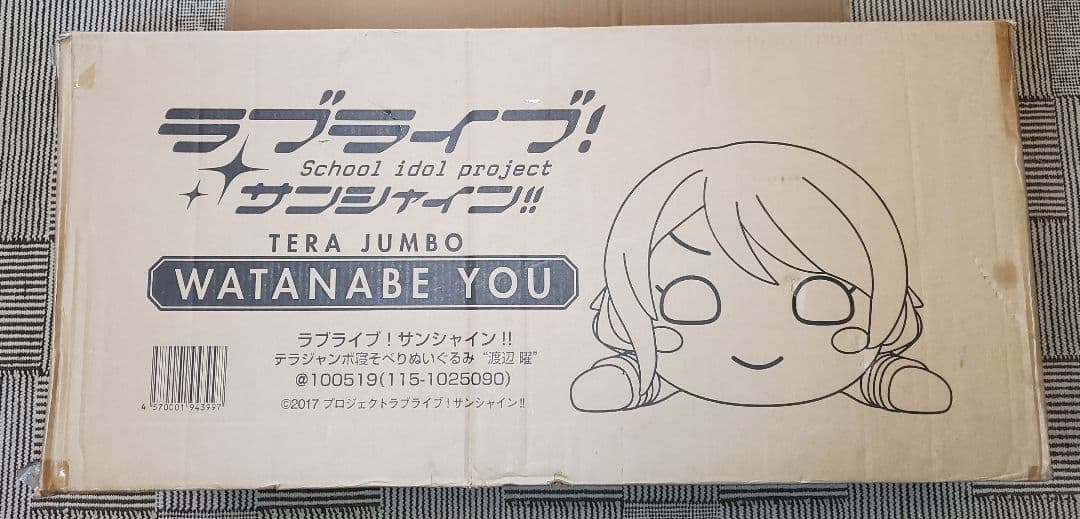 ラブライブ!
School idol project
サンシャイン!!
TERA JUMBO
WATANABE YOU
ラブライブ!サンシャイン!!
テラジャンボ寝そべりぬいぐるみ “渡辺 曜”
@100519(115-1025090)
©2017 プロジェクトラブライブ!サンシャイン!!
4 570001 943997